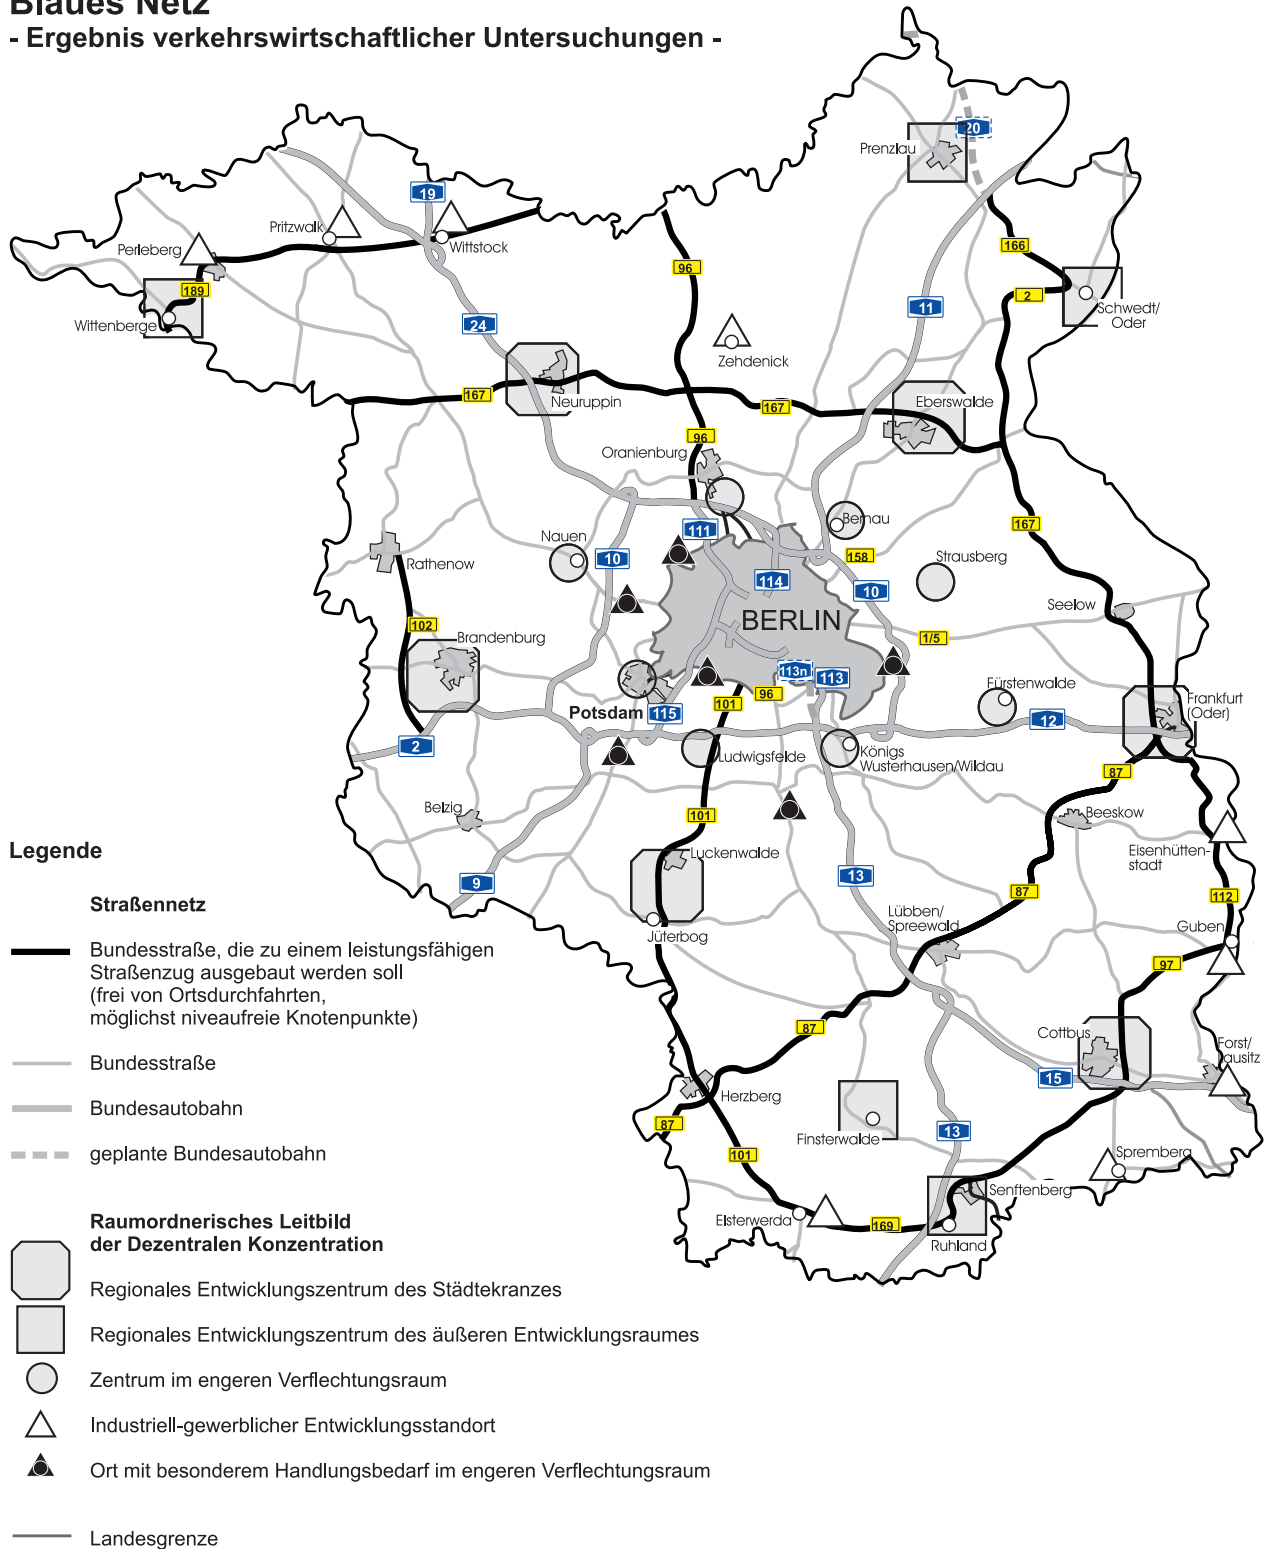 Blaues Netz
- Ergebnis verkehrswirtschaftlicher Untersuchungen -
20
Prenzlau
19
Pritzwalk
Wittstock
Perleberg
189
Wittenberge
96
166
2
Schwedt/
Oder
11
24
Zehdenick
167
Neuruppin
167
Eberswalde
96
Oranienburg
Bernau
111
Nauen
10
158
Strausberg
167
Rathenow
114
10
Seelow
BERLIN
102
1/5
Brandenburg
113n
113
Fürstenwalde
96
101
Frankfurt
(Oder)
Potsdam
115
12
2
Ludwigsfelde
Königs
Wusterhausen/Wildau
87
Belzig
101
Beeskow
Eisenhütten-
stadt
Luckenwalde
9
13
87
112
Lübben/
Spreewald
Guben
Jüterbog
97
87
Cottbus
Forst/
ausitz
15
Herzberg
87
Finsterwalde
13
101
Spremberg
Senftenberg
Elsterwerda
169
Ruhland
Legende
Straßennetz
Bundesstraße, die zu einem leistungsfähigen
Straßenzug ausgebaut werden soll
(frei von Ortsdurchfahrten,
möglichst niveaufreie Knotenpunkte)
Bundesstraße
Bundesautobahn
geplante Bundesautobahn
Raumordnerisches Leitbild
der Dezentralen Konzentration
Regionales Entwicklungszentrum des Städtekranzes
Regionales Entwicklungszentrum des äußeren Entwicklungsraumes
Zentrum im engeren Verflechtungsraum
Industriell-gewerblicher Entwicklungsstandort
Ort mit besonderem Handlungsbedarf im engeren Verflechtungsraum
Landesgrenze